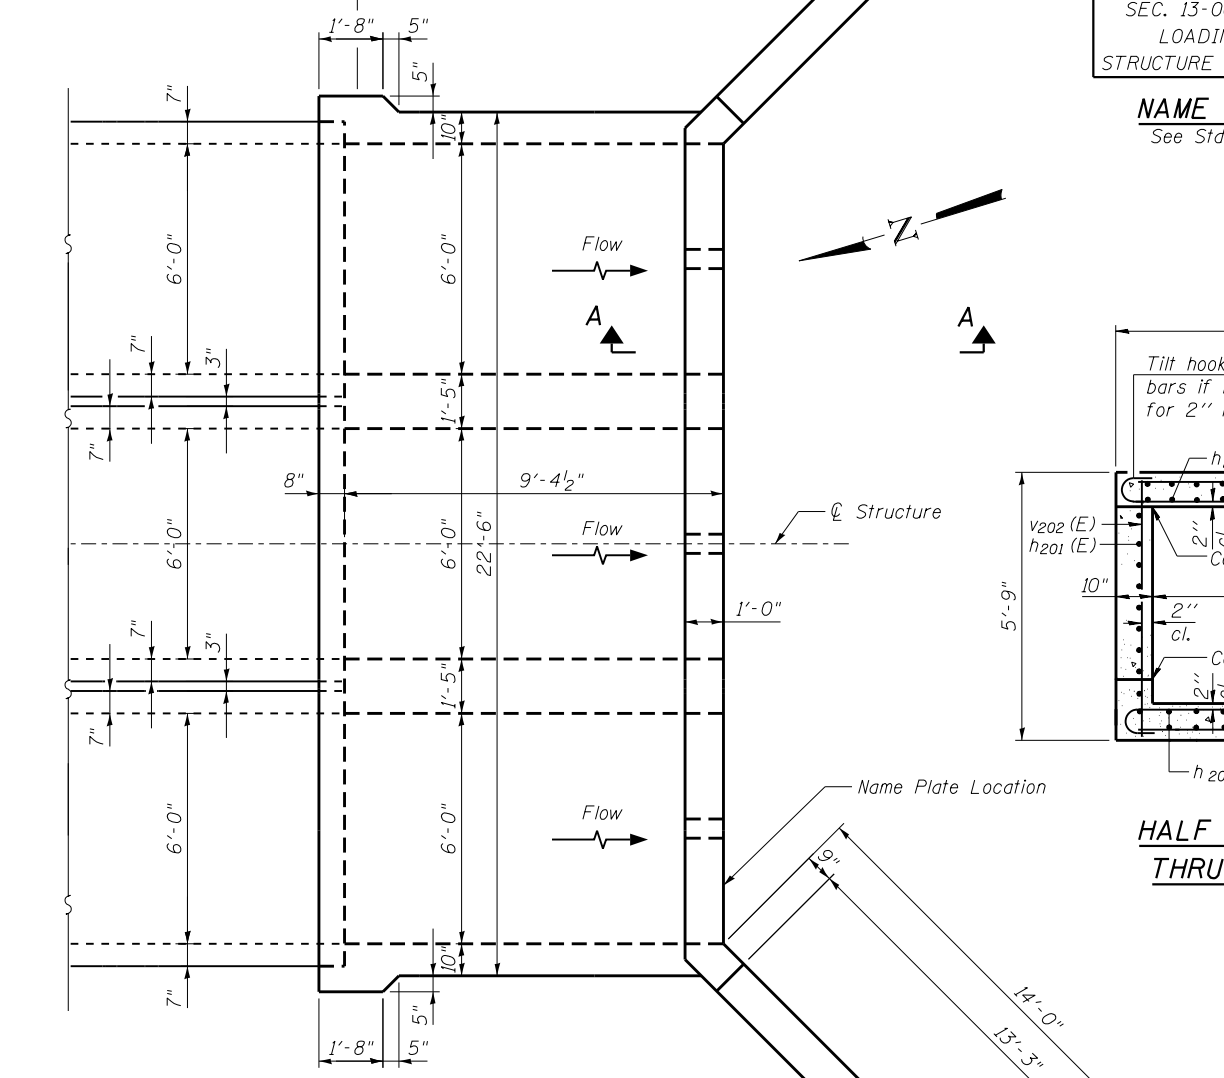 1'-8" 5"
5"
7"
10"
SEC. 13-0
LOADIN
STRUCTURE
NAME
See Std
N
6'-0" 6'-0"
Flow
A A
7" 3"
1'-5"
7"
Tilt hook
bars if
for 2"
h
8" 9'-4½"
℄ Structure
6'-0" 6'-0" 22'-6"
Flow
v202 (E)
h201 (E)
2"
cl.
10"
5'-9"
2"
cl.
1'-0"
7" 3"
1'-5"
7"
2"
cl.
h 20
Name Plate Location
6'-0" 6'-0"
Flow
9"
HALF
THRU
10"
7"
5"
1'-8" 5"
14'-0"
13'-3"